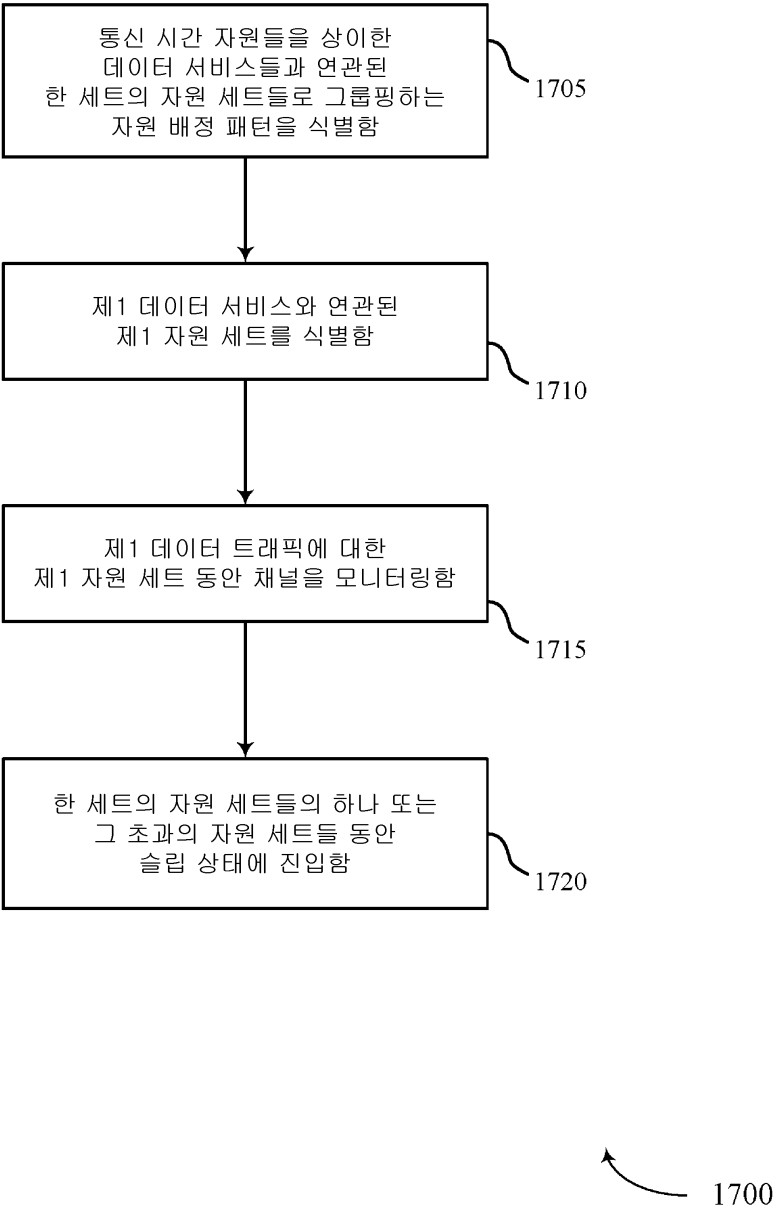 통신 시간 자원들을 상이한
데이터 서비스들과 연관된
한 세트의 자원 세트들로 그룹핑하는
자원 배정 패턴을 식별함
1705
제1 데이터 서비스와 연관된
제1 자원 세트를 식별함
1710
제1 데이터 트래픽에 대한
제1 자원 세트 동안 채널을 모니터링함
1715
한 세트의 자원 세트들의 하나 또는
그 초과의 자원 세트들 동안
슬립 상태에 진입함
1720
1700